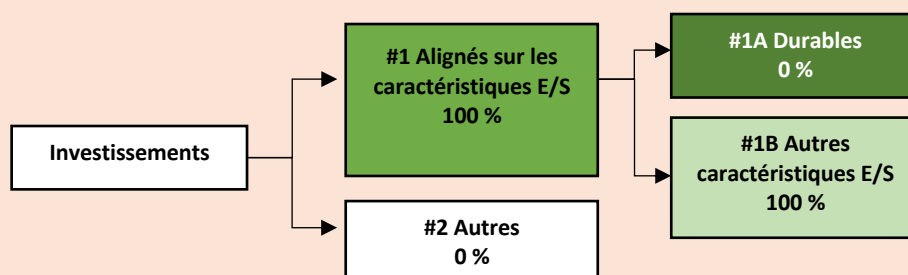 Investissements
#1 Alignés sur les
caractéristiques E/S
100 %
#2 Autres
0 %
#1A Durables
0 %
#1B Autres
caractéristiques E/S
100 %